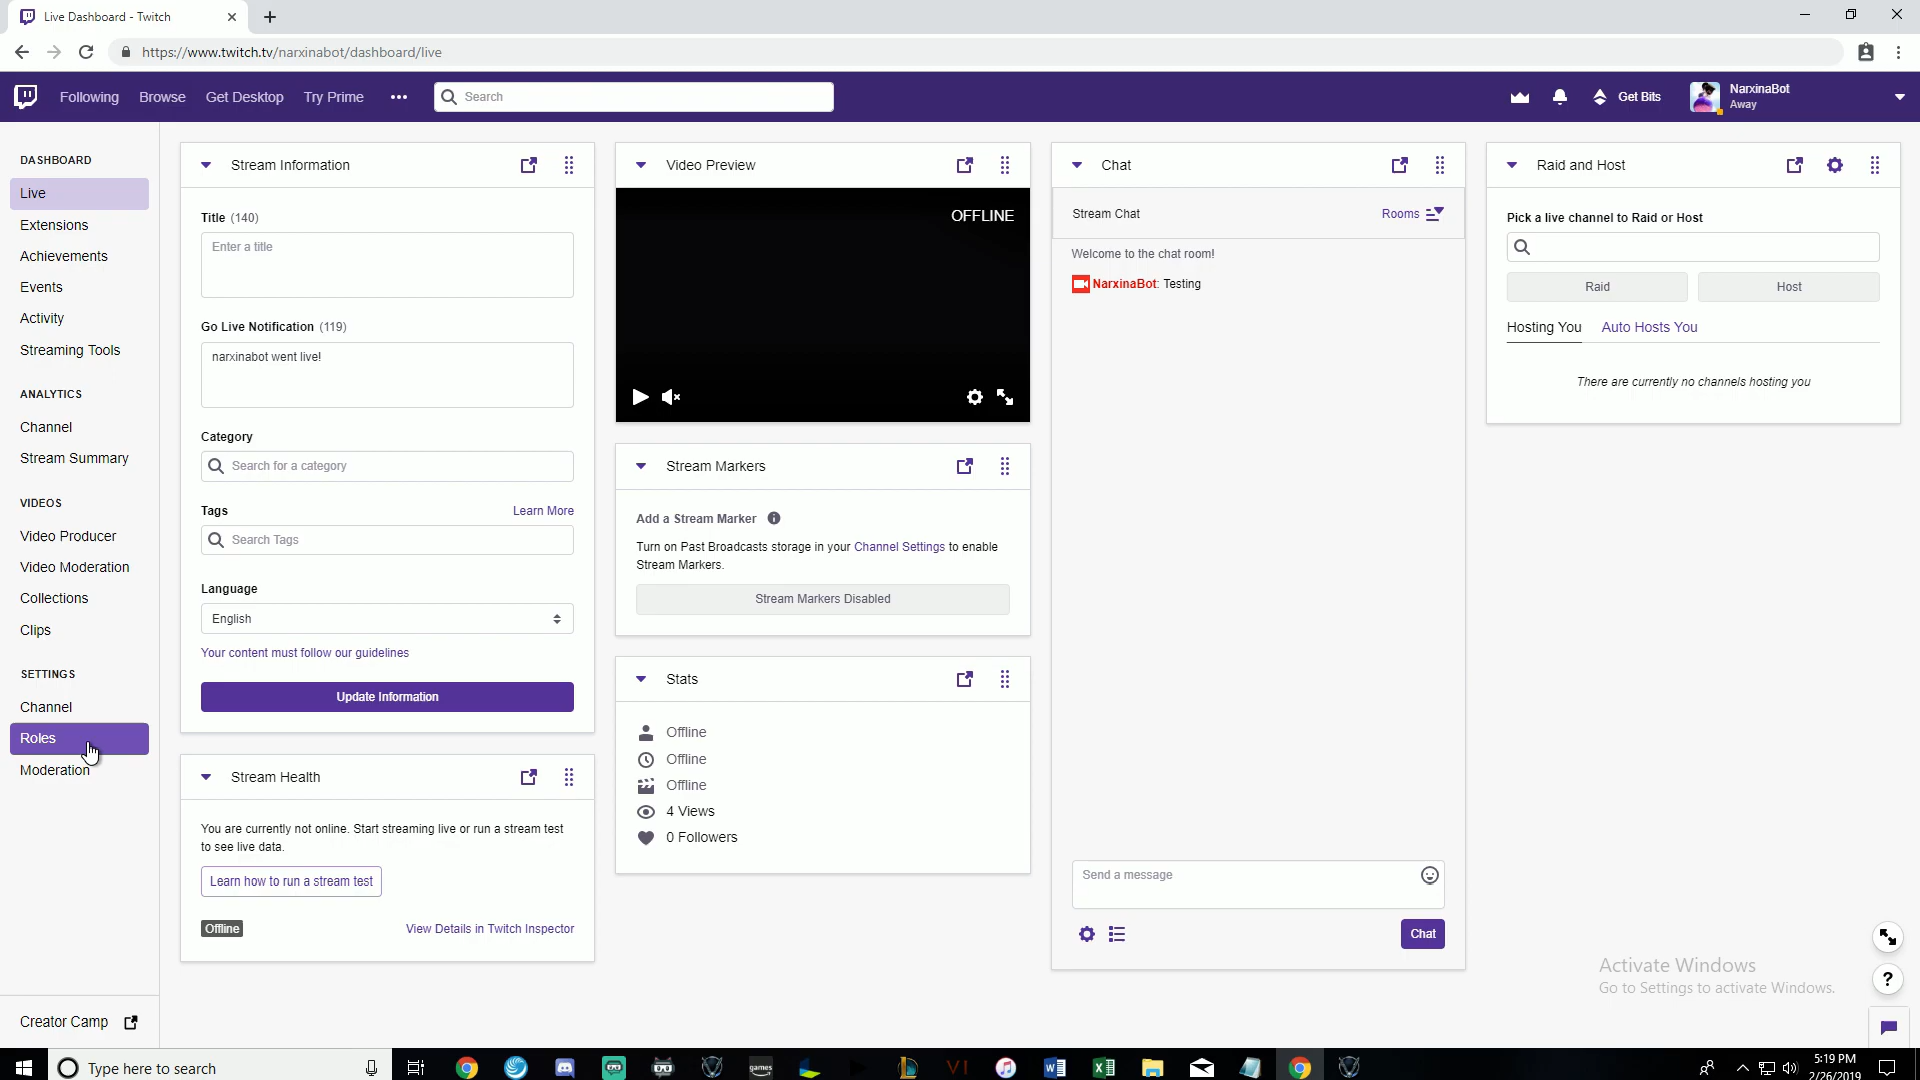 Live Dashboard - Twitch
https://www.twitch.tv/narxinabot/dashboard/live
Following
Browse
Get Desktop
Try Prime
Search
Get Bits
NarxinaBot
Away
DASHBOARD
Live
Extensions
Achievements
Events
Activity
Streaming Tools
ANALYTICS
Channel
Stream Summary
VIDEOS
Video Producer
Video Moderation
Collections
Clips
SETTINGS
Channel
Roles
Moderation
Creator Camp
Stream Information
Title (140)
Enter a title
Go Live Notification (119)
narxinabot went live!
Category
Search for a category
Tags
Learn More
Search Tags
Language
English
Your content must follow our guidelines
Update Information
Stream Health
You are currently not online. Start streaming live or run a stream test
to see live data.
Learn how to run a stream test
Offline
View Details in Twitch Inspector
Video Preview
OFFLINE
Stream Markers
Add a Stream Marker
Turn on Past Broadcasts storage in your Channel Settings to enable
Stream Markers.
Stream Markers Disabled
Stats
Offline
Offline
Offline
4 Views
0 Followers
Chat
Stream Chat
Rooms
Welcome to the chat room!
NarxinaBot: Testing
Send a message
Chat
Raid and Host
Pick a live channel to Raid or Host
Raid
Host
Hosting You
Auto Hosts You
There are currently no channels hosting you
Activate Windows
Go to Settings to activate Windows.
?
Type here to search
games
VI
5:19 PM
2/26/2019